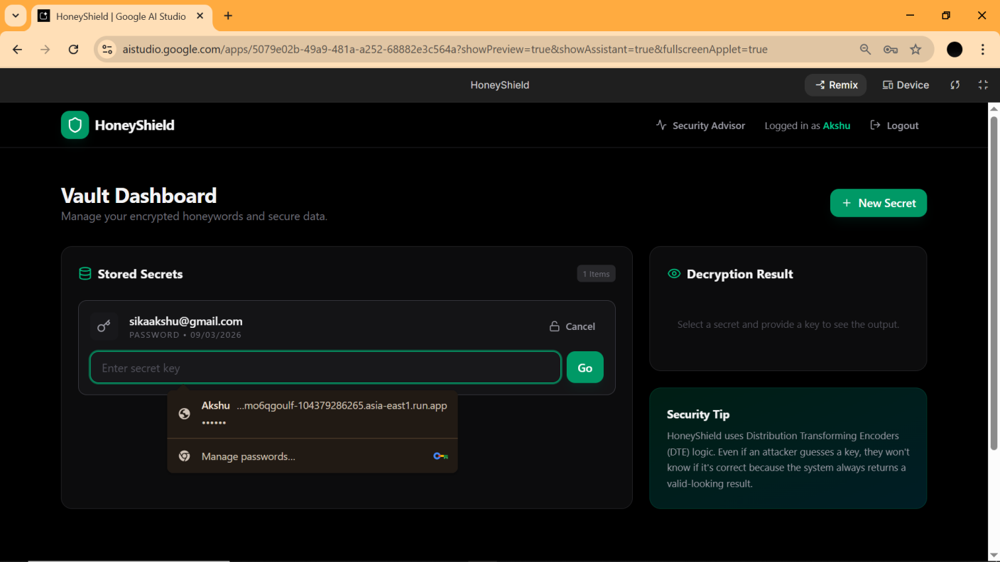 HoneyShield | Google AI Studio
aistudio.google.com/apps/5079e02b-49a9-481a-a252-68882e3c564a?showPreview=true&showAssistant=true&fullscreenApplet=true
HoneyShield
Remix
Device
HoneyShield
Security Advisor
Logged in as Akshu
Logout
Vault Dashboard
Manage your encrypted honeywords and secure data.
+ New Secret
Stored Secrets
1 Items
sikaakshu@gmail.com
PASSWORD • 09/03/2026
Cancel
Enter secret key
Go
Akshu ...mo6qgoulf-104379286265.asia-east1.run.app
••••••
Manage passwords...
Decryption Result
Select a secret and provide a key to see the output.
Security Tip
HoneyShield uses Distribution Transforming Encoders
(DTE) logic. Even if an attacker guesses a key, they won't
know if it's correct because the system always returns a
valid-looking result.